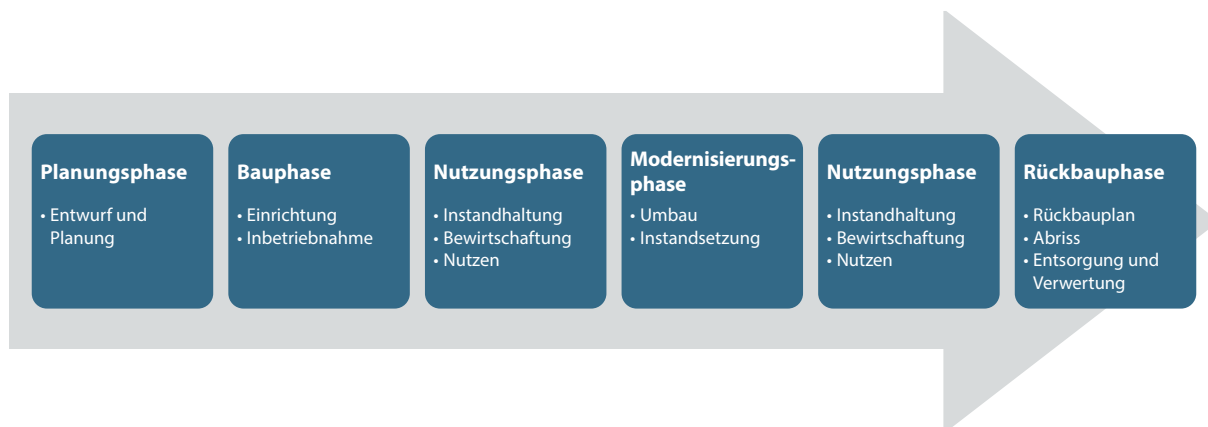 Planungsphase
• Entwurf und
Planung
Bauphase
• Einrichtung
• Inbetriebnahme
Nutzungsphase
• Instandhaltung
• Bewirtschaftung
• Nutzen
Modernisierungs-
phase
• Umbau
• Instandsetzung
Nutzungsphase
• Instandhaltung
• Bewirtschaftung
• Nutzen
Rückbauphase
• Rückbauplan
• Abriss
• Entsorgung und
Verwertung